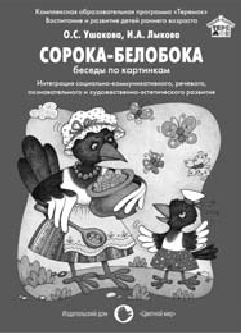 Комплексная образовательная программа «Теремок»
Воспитание и развитие детей раннего возраста
О.С. Ушакова, И.А. Лыкова
СОРОКА-БЕЛОБОКА
беседы по картинкам
Интеграция социально-коммуникативного, речевого,
познавательного и художественно-эстетического развития
Издательский дом «Цветной мир»